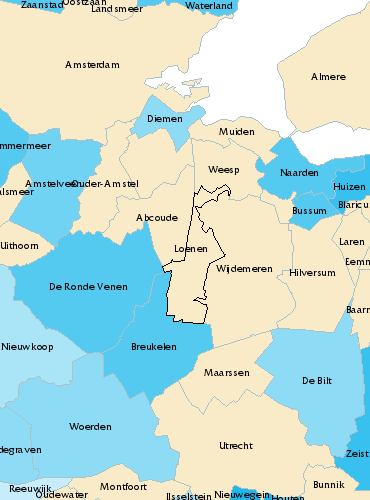 Oostzaan
Zaanstad
Waterland
Landsmeer
Amsterdam
Almere
Diemen
Muiden
mmermeer
Weesp
Naarden
Amstelveen
Ouder-Amstel
Huizen
alsmeer
Blaricu
Bussum
Abcoude
Uithoorn
Laren
Loenen
Eemn
Wijdemeren
Hilversum
De Ronde Venen
Baarn
Nieuwkoop
Breukelen
Maarssen
De Bilt
Woerden
Utrecht
degraven
Zeist
Bunnik
Reeuwijk
Montfoort
Oudewater
IJsselstein
Nieuwegein
Houten